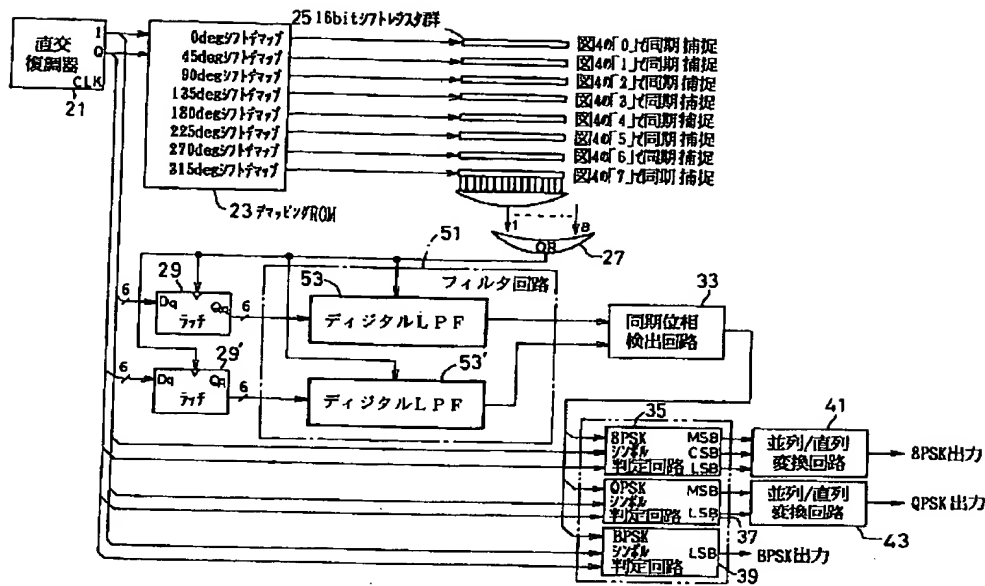 直交
復調器
I
Q
CLK
21
0degシフトデマップ
45degシフトデマップ
90degシフトデマップ
135degシフトデマップ
180degシフトデマップ
225degシフトデマップ
270degシフトデマップ
315degシフトデマップ
23 デマッピングROM
25 16bitシフトレジスタ群
図4の「0」で同期捕捉
図4の「1」で同期捕捉
図4の「2」で同期捕捉
図4の「3」で同期捕捉
図4の「4」で同期捕捉
図4の「5」で同期捕捉
図4の「6」で同期捕捉
図4の「7」で同期捕捉
1
8
OR
27
51
フィルタ回路
29
6
Dq
Qq
ラッチ
6
53
ディジタルLPF
29'
6
Dq
Qq
ラッチ
6
53'
ディジタルLPF
33
同期位相
検出回路
35
8PSK
シンボル
判定回路
MSB
CSB
LSB
41
並列/直列
変換回路
8PSK出力
QPSK
シンボル
判定回路
MSB
LSB
37
並列/直列
変換回路
43
QPSK出力
BPSK
シンボル
判定回路
LSB
39
BPSK出力